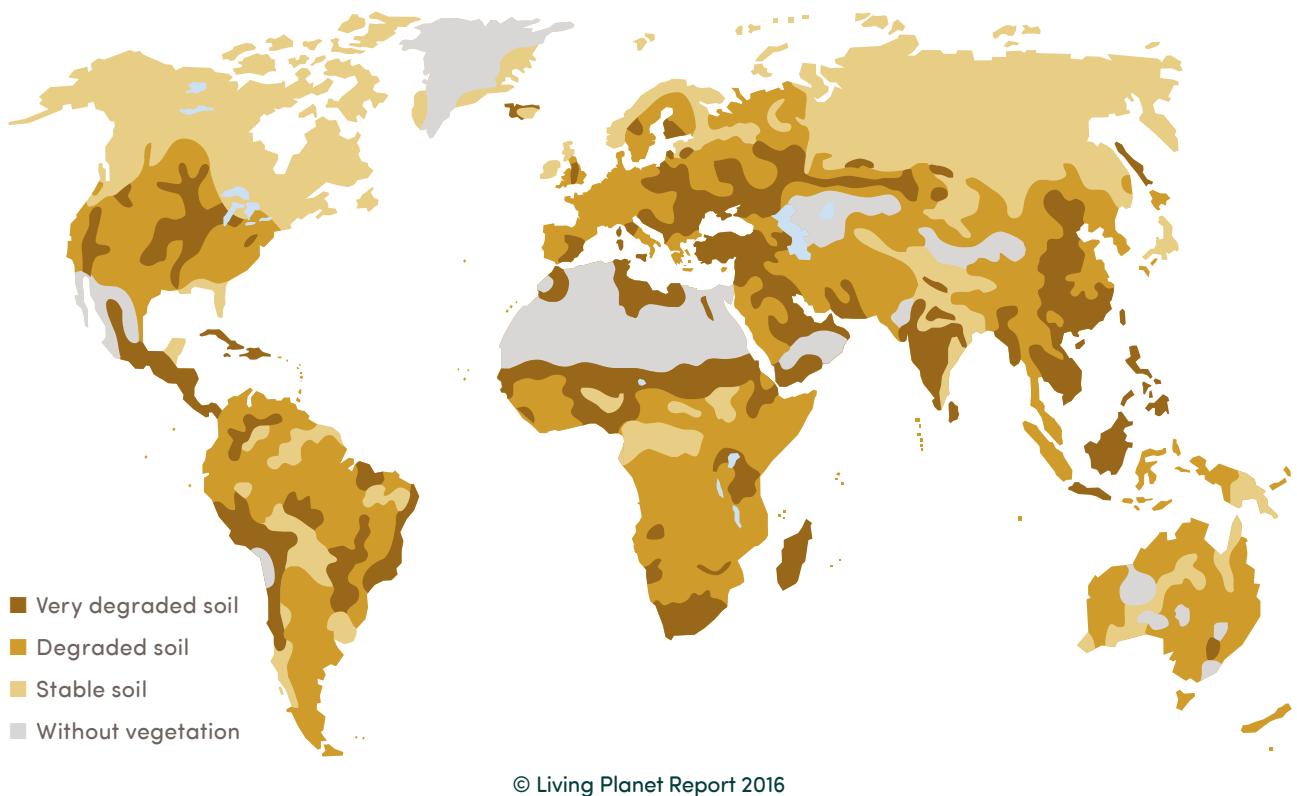 Very degraded soil
Degraded soil
Stable soil
Without vegetation
© Living Planet Report 2016